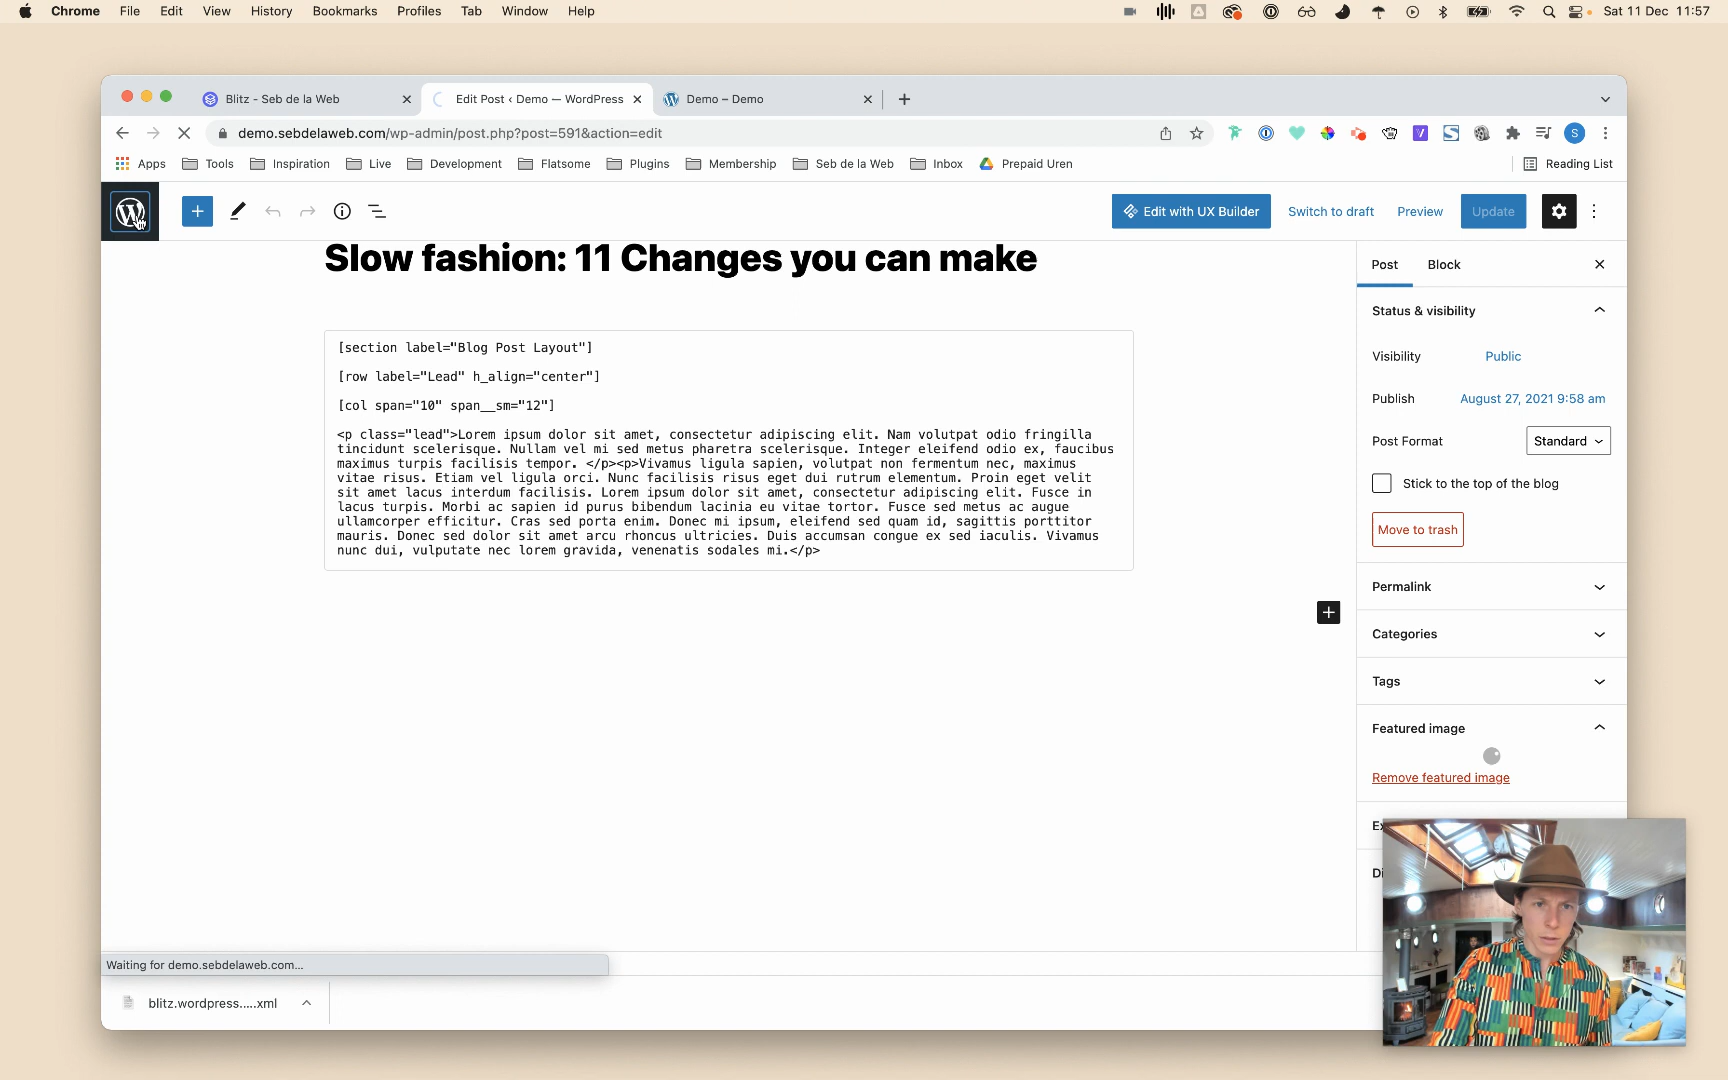 Chrome File Edit View History Bookmarks Profiles Tab Window Help Sat 11 Dec 11:57
Blitz - Seb de la Web
Edit Post ‹ Demo — WordPress
Demo – Demo
demo.sebdelaweb.com/wp-admin/post.php?post=591&action=edit
Apps Tools Inspiration Live Development Flatsome Plugins Membership Seb de la Web Inbox Prepaid Uren Reading List
Edit with UX Builder Switch to draft Preview Update
Slow fashion: 11 Changes you can make
[section label="Blog Post Layout"]
[row label="Lead" h_align="center"]
[col span="10" span__sm="12"]
<p class="lead">Lorem ipsum dolor sit amet, consectetur adipiscing elit. Nam volutpat odio fringilla
tincidunt scelerisque. Nullam vel mi sed metus pharetra scelerisque. Integer eleifend odio ex, faucibus
maximus turpis facilisis tempor. </p><p>Vivamus ligula sapien, volutpat non fermentum nec, maximus
vitae risus. Etiam vel ligula orci. Nunc facilisis risus eget dui rutrum elementum. Proin eget velit
sit amet lacus interdum facilisis. Lorem ipsum dolor sit amet, consectetur adipiscing elit. Fusce in
lacus turpis. Morbi ac sapien id purus bibendum lacinia eu vitae tortor. Fusce sed metus ac augue
ullamcorper efficitur. Cras sed porta enim. Donec mi ipsum, eleifend sed quam id, sagittis porttitor
mauris. Donec sed dolor sit amet arcu rhoncus ultricies. Duis accumsan congue ex sed iaculis. Vivamus
nunc dui, vulputate nec lorem gravida, venenatis sodales mi.</p>
Post Block
Status & visibility
Visibility Public
Publish August 27, 2021 9:58 am
Post Format Standard
Stick to the top of the blog
Move to trash
Permalink
Categories
Tags
Featured image
Remove featured image
Ex
Di
Waiting for demo.sebdelaweb.com...
blitz.wordpress.....xml